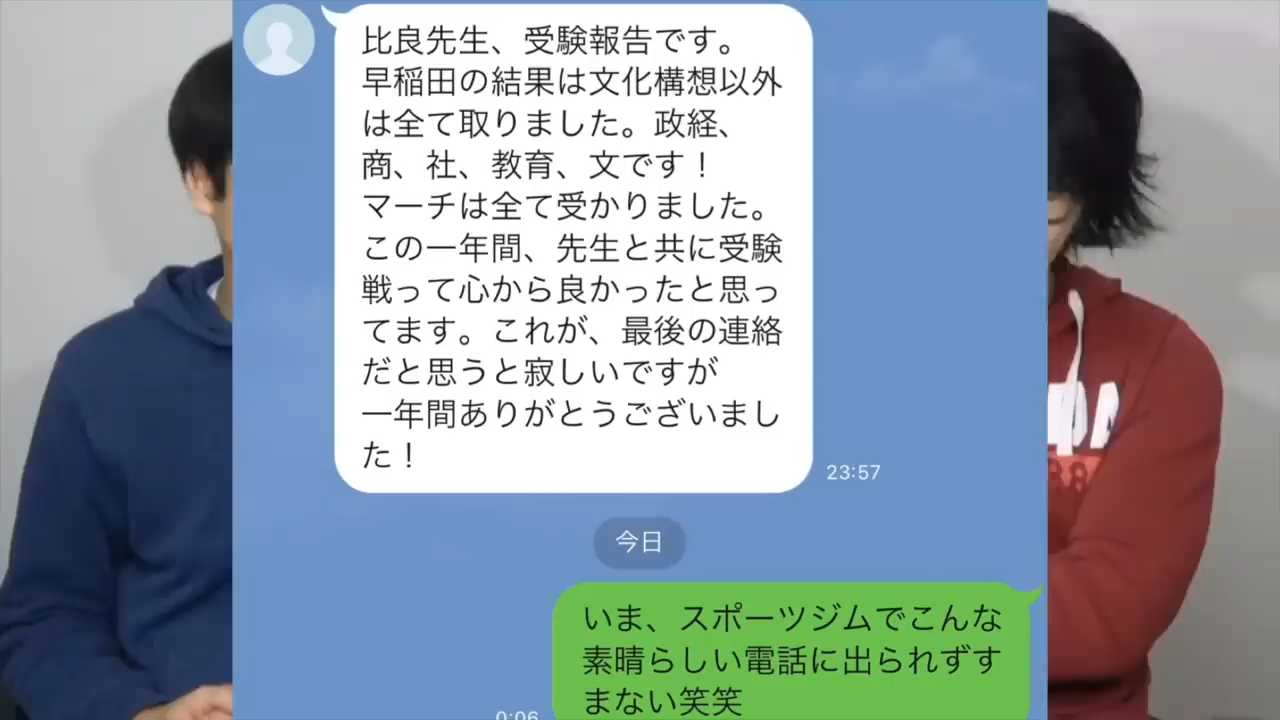 比良先生、受験報告です。
早稲田の結果は文化構想以外
は全て取りました。政経、
商、社、教育、文です！
マーチは全て受かりました。
この一年間、先生と共に受験
戦って心から良かったと思っ
てます。これが、最後の連絡
だと思うと寂しいですが
一年間ありがとうございまし
た！
23:57
今日
いま、スポーツジムでこんな
素晴らしい電話に出られずす
まない笑笑
0:06